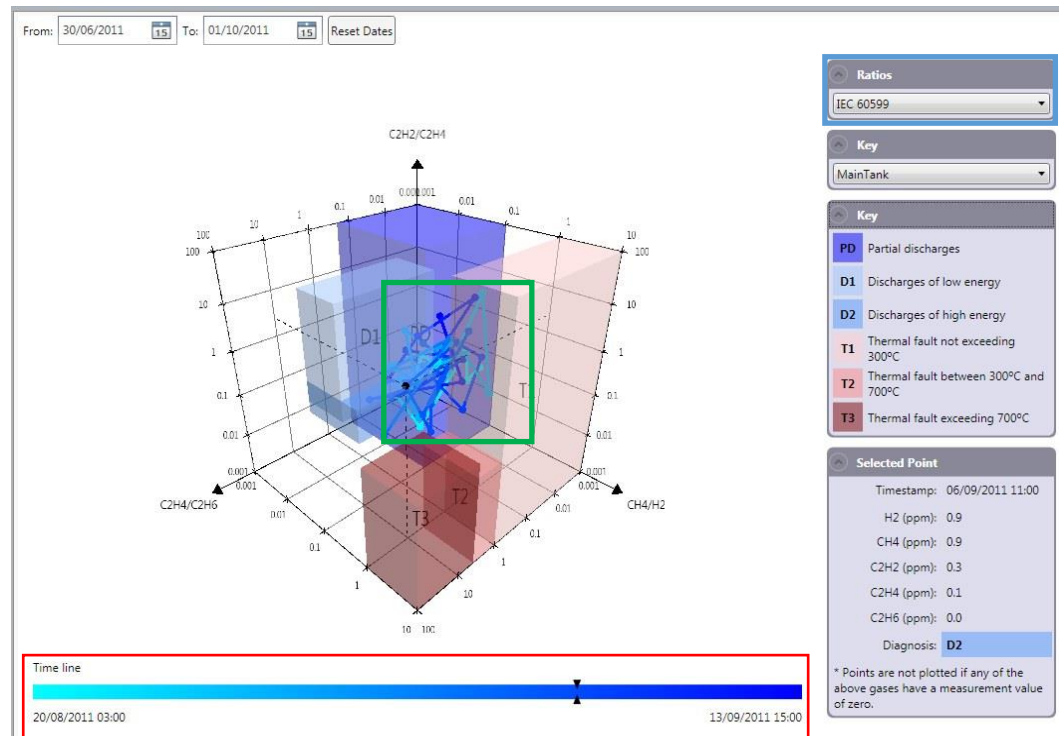 From: 30/06/2011 15 To: 01/10/2011 15 Reset Dates
Ratios
IEC 60599
Key
MainTank
Key
PD Partial discharges
D1 Discharges of low energy
D2 Discharges of high energy
T1 Thermal fault not exceeding
300ºC
T2 Thermal fault between 300ºC and
700ºC
T3 Thermal fault exceeding 700ºC
Selected Point
Timestamp: 06/09/2011 11:00
H2 (ppm): 0.9
CH4 (ppm): 0.9
C2H2 (ppm): 0.3
C2H4 (ppm): 0.1
C2H6 (ppm): 0.0
Diagnosis: D2
* Points are not plotted if any of the
above gases have a measurement value
of zero.
C2H2/C2H4
0.01 0.01
0.1 0.1
1 1
10 10
100 100
100
10 10
1 1
D1 PD
0.1 0.1
0.01 0.01
0.001 0.001
0.001 0.001
C2H4/C2H6 CH4/H2
0.01 0.01
T2
T3
0.1 0.1
1 1
10
10 100
Time line
20/08/2011 03:00 13/09/2011 15:00